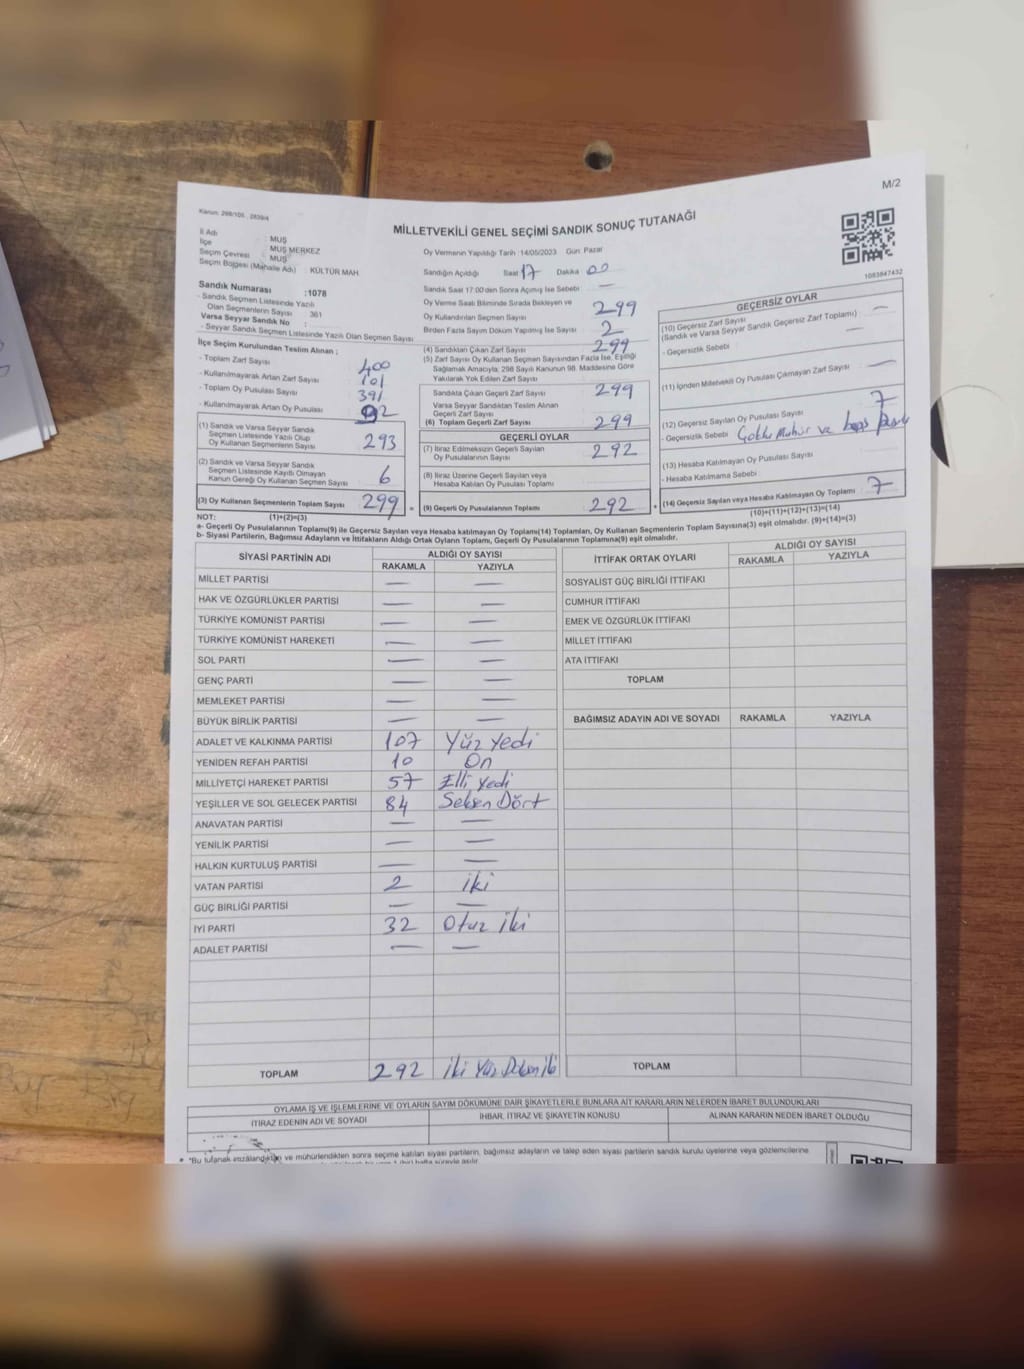 M/2
Kanun: 298/105 , 2839/4
MİLLETVEKİLİ GENEL SEÇİMİ SANDIK SONUÇ TUTANAĞI
İl Adı : MUŞ
İlçe : MUŞ MERKEZ
Seçim Çevresi : MUŞ
Seçim Bölgesi (Mahalle Adı) : KÜLTÜR MAH.
Sandık Numarası :1078
- Sandık Seçmen Listesinde Yazılı
Olan Seçmenlerin Sayısı : 361
Varsa Seyyar Sandık No :
- Seyyar Sandık Seçmen Listesinde Yazılı Olan Seçmen Sayısı
İlçe Seçim Kurulundan Teslim Alınan ;
- Toplam Zarf Sayısı 400
- Kullanılmayarak Artan Zarf Sayısı 101
- Toplam Oy Pusulası Sayısı 391
- Kullanılmayarak Artan Oy Pusulası 92
(1) Sandık ve Varsa Seyyar Sandık
Seçmen Listesinde Yazılı Olup
Oy Kullanan Seçmenlerin Sayısı 293
(2) Sandık ve Varsa Seyyar Sandık
Seçmen Listesinde Kayıtlı Olmayan
Kanun Gereği Oy Kullanan Seçmen Sayısı 6
(3) Oy Kullanan Seçmenlerin Toplam Sayısı 299
Oy Vermenin Yapıldığı Tarih :14/05/2023 Gün: Pazar
Sandığın Açıldığı Saat 17 Dakika 00
Sandık Saat 17:00'den Sonra Açılmış İse Sebebi —
Oy Verme Saati Bitiminde Sırada Bekleyen ve
Oy Kullandırılan Seçmen Sayısı 299
Birden Fazla Sayım Döküm Yapılmış İse Sayısı 2
(4) Sandıktan Çıkan Zarf Sayısı 299
(5) Zarf Sayısı Oy Kullanan Seçmen Sayısından Fazla İse, Eşitliği
Sağlamak Amacıyla, 298 Sayılı Kanunun 98. Maddesine Göre
Yakılarak Yok Edilen Zarf Sayısı
Sandıkta Çıkan Geçerli Zarf Sayısı 299
Varsa Seyyar Sandıktan Teslim Alınan
Geçerli Zarf Sayısı
(6) Toplam Geçerli Zarf Sayısı 299
GEÇERLİ OYLAR
(7) İtiraz Edilmeksizin Geçerli Sayılan
Oy Pusulalarının Sayısı 292
(8) İtiraz Üzerine Geçerli Sayılan veya
Hesaba Katılan Oy Pusulası Toplamı
(9) Geçerli Oy Pusulalarının Toplamı 292
1083847432
GEÇERSİZ OYLAR
(10) Geçersiz Zarf Sayısı
(Sandık ve Varsa Seyyar Sandık Geçersiz Zarf Toplamı) —
- Geçersizlik Sebebi —
(11) İçinden Milletvekili Oy Pusulası Çıkmayan Zarf Sayısı —
(12) Geçersiz Sayılan Oy Pusulası Sayısı 7
- Geçersizlik Sebebi Çoklu Mühür ve
(13) Hesaba Katılmayan Oy Pusulası Sayısı
- Hesaba Katılmama Sebebi
(14) Geçersiz Sayılan veya Hesaba Katılmayan Oy Toplamı 7
NOT: (1)+(2)=(3) (10)+(11)+(12)+(13)=(14)
a- Geçerli Oy Pusulalarının Toplamı(9) ile Geçersiz Sayılan veya Hesaba katılmayan Oy Toplamı(14) Toplamları, Oy Kullanan Seçmenlerin Toplam Sayısına(3) eşit olmalıdır. (9)+(14)=(3)
b- Siyasi Partilerin, Bağımsız Adayların ve İttifakların Aldığı Ortak Oyların Toplamı, Geçerli Oy Pusulalarının Toplamına(9) eşit olmalıdır.
SİYASİ PARTİNİN ADI ALDIĞI OY SAYISI
RAKAMLA YAZIYLA
MİLLET PARTİSİ — —
HAK VE ÖZGÜRLÜKLER PARTİSİ — —
TÜRKİYE KOMÜNİST PARTİSİ — —
TÜRKİYE KOMÜNİST HAREKETİ — —
SOL PARTİ — —
GENÇ PARTİ — —
MEMLEKET PARTİSİ — —
BÜYÜK BİRLİK PARTİSİ — —
ADALET VE KALKINMA PARTİSİ 107 Yüz Yedi
YENİDEN REFAH PARTİSİ 10 On
MİLLİYETÇİ HAREKET PARTİSİ 57 Elli Yedi
YEŞİLLER VE SOL GELECEK PARTİSİ 84 Seksen Dört
ANAVATAN PARTİSİ — —
YENİLİK PARTİSİ — —
HALKIN KURTULUŞ PARTİSİ — —
VATAN PARTİSİ 2 iki
GÜÇ BİRLİĞİ PARTİSİ — —
İYİ PARTİ 32 Otuz iki
ADALET PARTİSİ — —
TOPLAM 292 İki Yüz Doksan iki
İTTİFAK ORTAK OYLARI ALDIĞI OY SAYISI
RAKAMLA YAZIYLA
SOSYALİST GÜÇ BİRLİĞİ İTTİFAKI
CUMHUR İTTİFAKI
EMEK VE ÖZGÜRLÜK İTTİFAKI
MİLLET İTTİFAKI
ATA İTTİFAKI
TOPLAM
BAĞIMSIZ ADAYIN ADI VE SOYADI RAKAMLA YAZIYLA
TOPLAM
OYLAMA İŞ VE İŞLEMLERİNE VE OYLARIN SAYIM DÖKÜMÜNE DAİR ŞİKAYETLERLE BUNLARA AİT KARARLARIN NELERDEN İBARET BULUNDUKLARI
İTİRAZ EDENİN ADI VE SOYADI İHBAR, İTİRAZ VE ŞİKAYETİN KONUSU ALINAN KARARIN NEDEN İBARET OLDUĞU
* "Bu tutanak imzalandıktan ve mühürlendikten sonra seçime katılan siyasi partilerin, bağımsız adayların ve talep eden siyasi partilerin sandık kurulu üyelerine veya gözlemcilerine